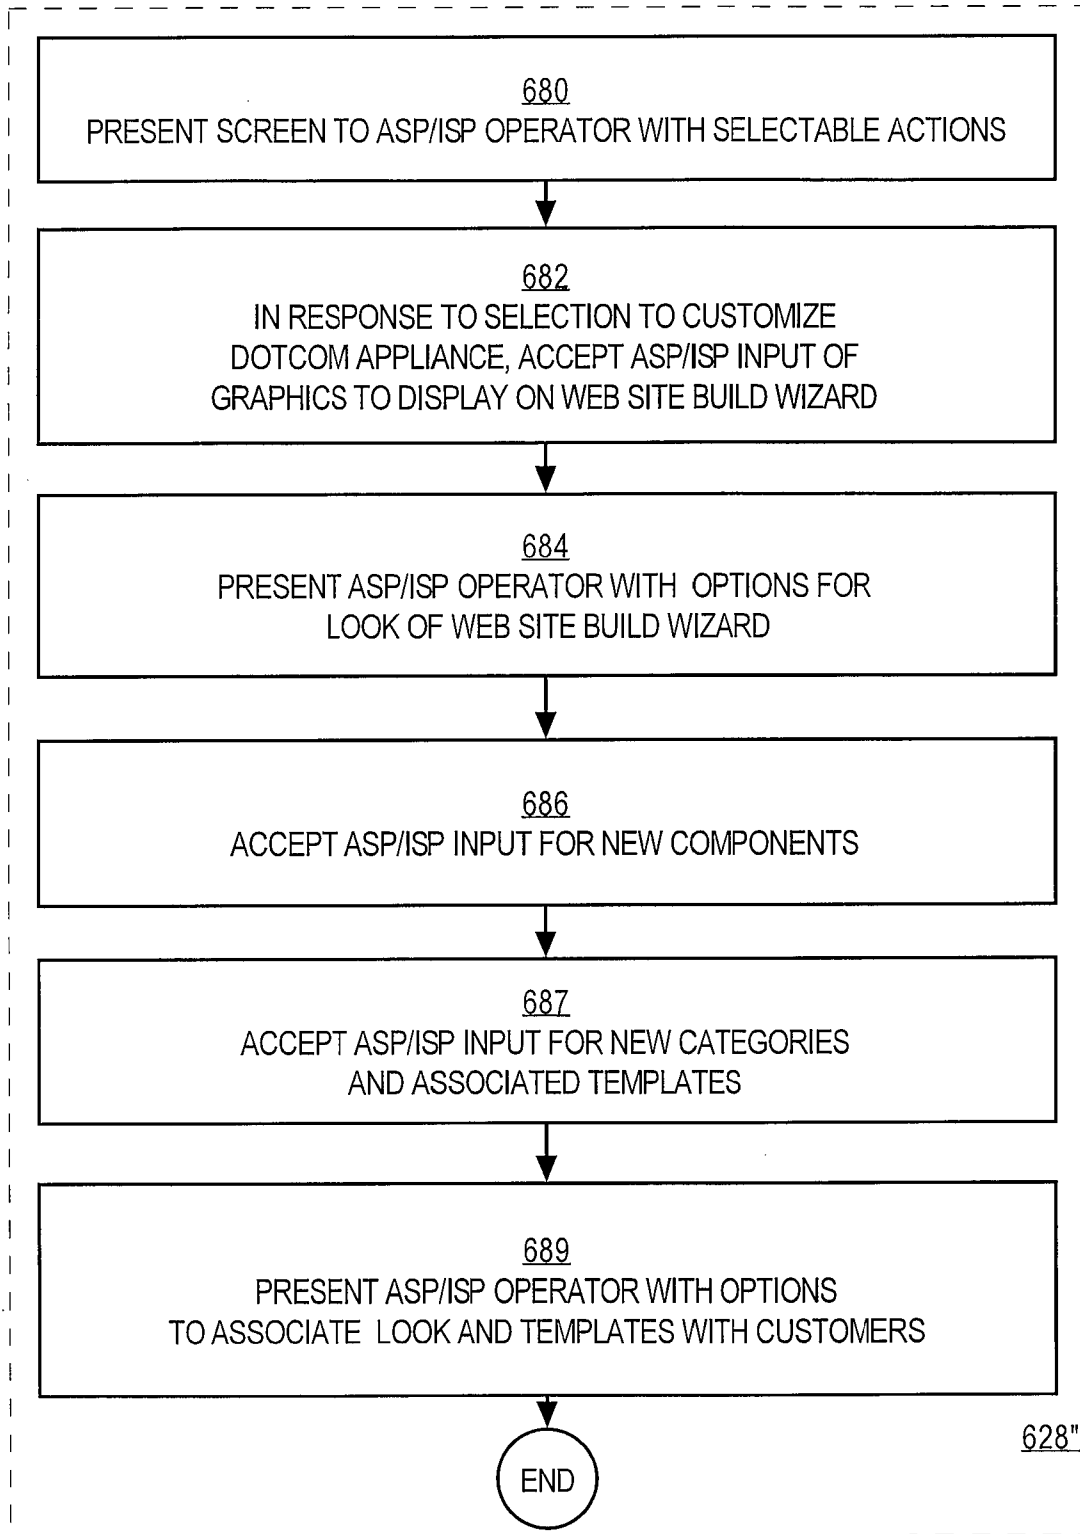 680
PRESENT SCREEN TO ASP/ISP OPERATOR WITH SELECTABLE ACTIONS
682
IN RESPONSE TO SELECTION TO CUSTOMIZE
DOTCOM APPLIANCE, ACCEPT ASP/ISP INPUT OF
GRAPHICS TO DISPLAY ON WEB SITE BUILD WIZARD
684
PRESENT ASP/ISP OPERATOR WITH OPTIONS FOR
LOOK OF WEB SITE BUILD WIZARD
686
ACCEPT ASP/ISP INPUT FOR NEW COMPONENTS
687
ACCEPT ASP/ISP INPUT FOR NEW CATEGORIES
AND ASSOCIATED TEMPLATES
689
PRESENT ASP/ISP OPERATOR WITH OPTIONS
TO ASSOCIATE LOOK AND TEMPLATES WITH CUSTOMERS
628"
END